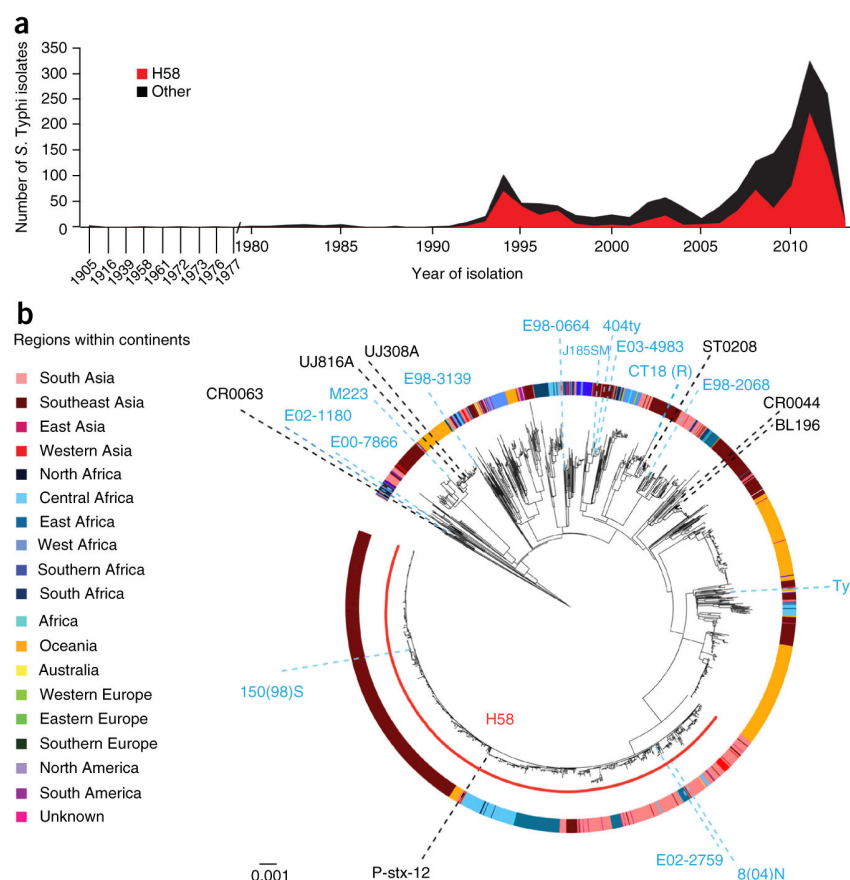 a
Number of S. Typhi isolates
350
300
250
200
150
100
50
0
H58
Other
1905
1916
1939
1958
1961
1972
1973
1976
1977
1980
1985
1990
1995
2000
2005
2010
Year of isolation
b
Regions within continents
South Asia
Southeast Asia
East Asia
Western Asia
North Africa
Central Africa
East Africa
West Africa
Southern Africa
South Africa
Africa
Oceania
Australia
Western Europe
Eastern Europe
Southern Europe
North America
South America
Unknown
CR0063
E02-1180
E00-7866
M223
UJ816A
UJ308A
E98-3139
E98-0664
J185SM
404ty
E03-4983
CT18 (R)
ST0208
E98-2068
CR0044
BL196
Ty
150(98)S
H58
P-stx-12
E02-2759
8(04)N
0.001